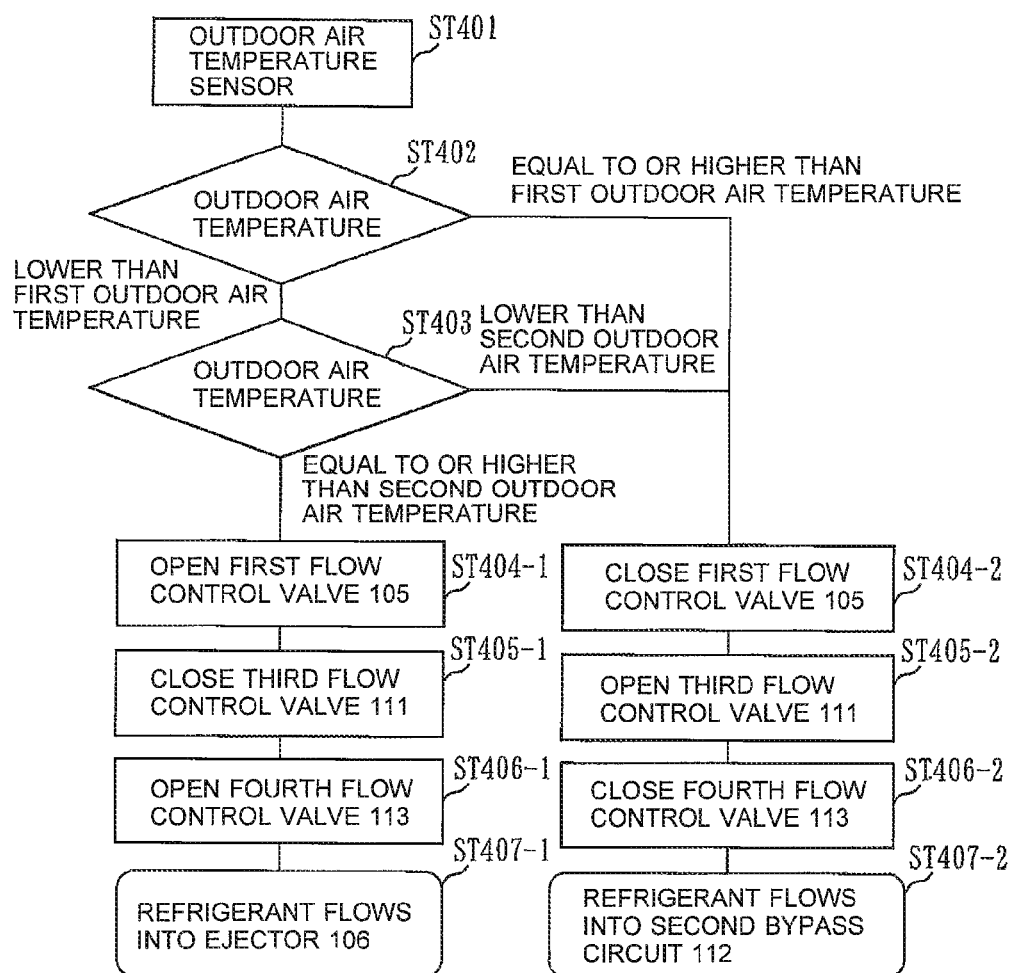 OUTDOOR AIR
TEMPERATURE
SENSOR
ST401
ST402
OUTDOOR AIR
TEMPERATURE
EQUAL TO OR HIGHER THAN
FIRST OUTDOOR AIR TEMPERATURE
LOWER THAN
FIRST OUTDOOR AIR
TEMPERATURE
ST403
OUTDOOR AIR
TEMPERATURE
LOWER THAN
SECOND OUTDOOR
AIR TEMPERATURE
EQUAL TO OR HIGHER
THAN SECOND OUTDOOR
AIR TEMPERATURE
OPEN FIRST FLOW
CONTROL VALVE 105
ST404-1
CLOSE FIRST FLOW
CONTROL VALVE 105
ST404-2
CLOSE THIRD FLOW
CONTROL VALVE 111
ST405-1
OPEN THIRD FLOW
CONTROL VALVE 111
ST405-2
OPEN FOURTH FLOW
CONTROL VALVE 113
ST406-1
CLOSE FOURTH FLOW
CONTROL VALVE 113
ST406-2
REFRIGERANT FLOWS
INTO EJECTOR 106
ST407-1
REFRIGERANT FLOWS
INTO SECOND BYPASS
CIRCUIT 112
ST407-2